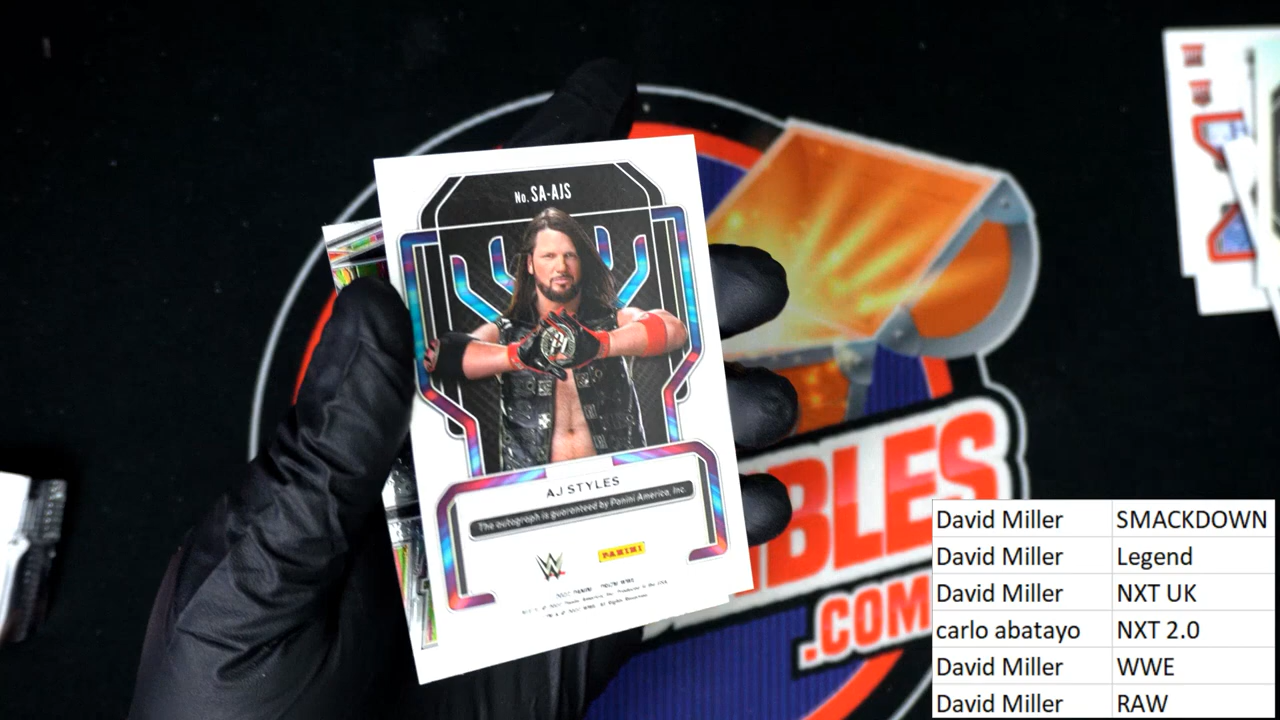 No. SA-AJS
AJ STYLES
The autograph is guaranteed by Panini America, Inc.
W
PANINI
BLES
.COM
David Miller SMACKDOWN
David Miller Legend
David Miller NXT UK
carlo abatayo NXT 2.0
David Miller WWE
David Miller RAW